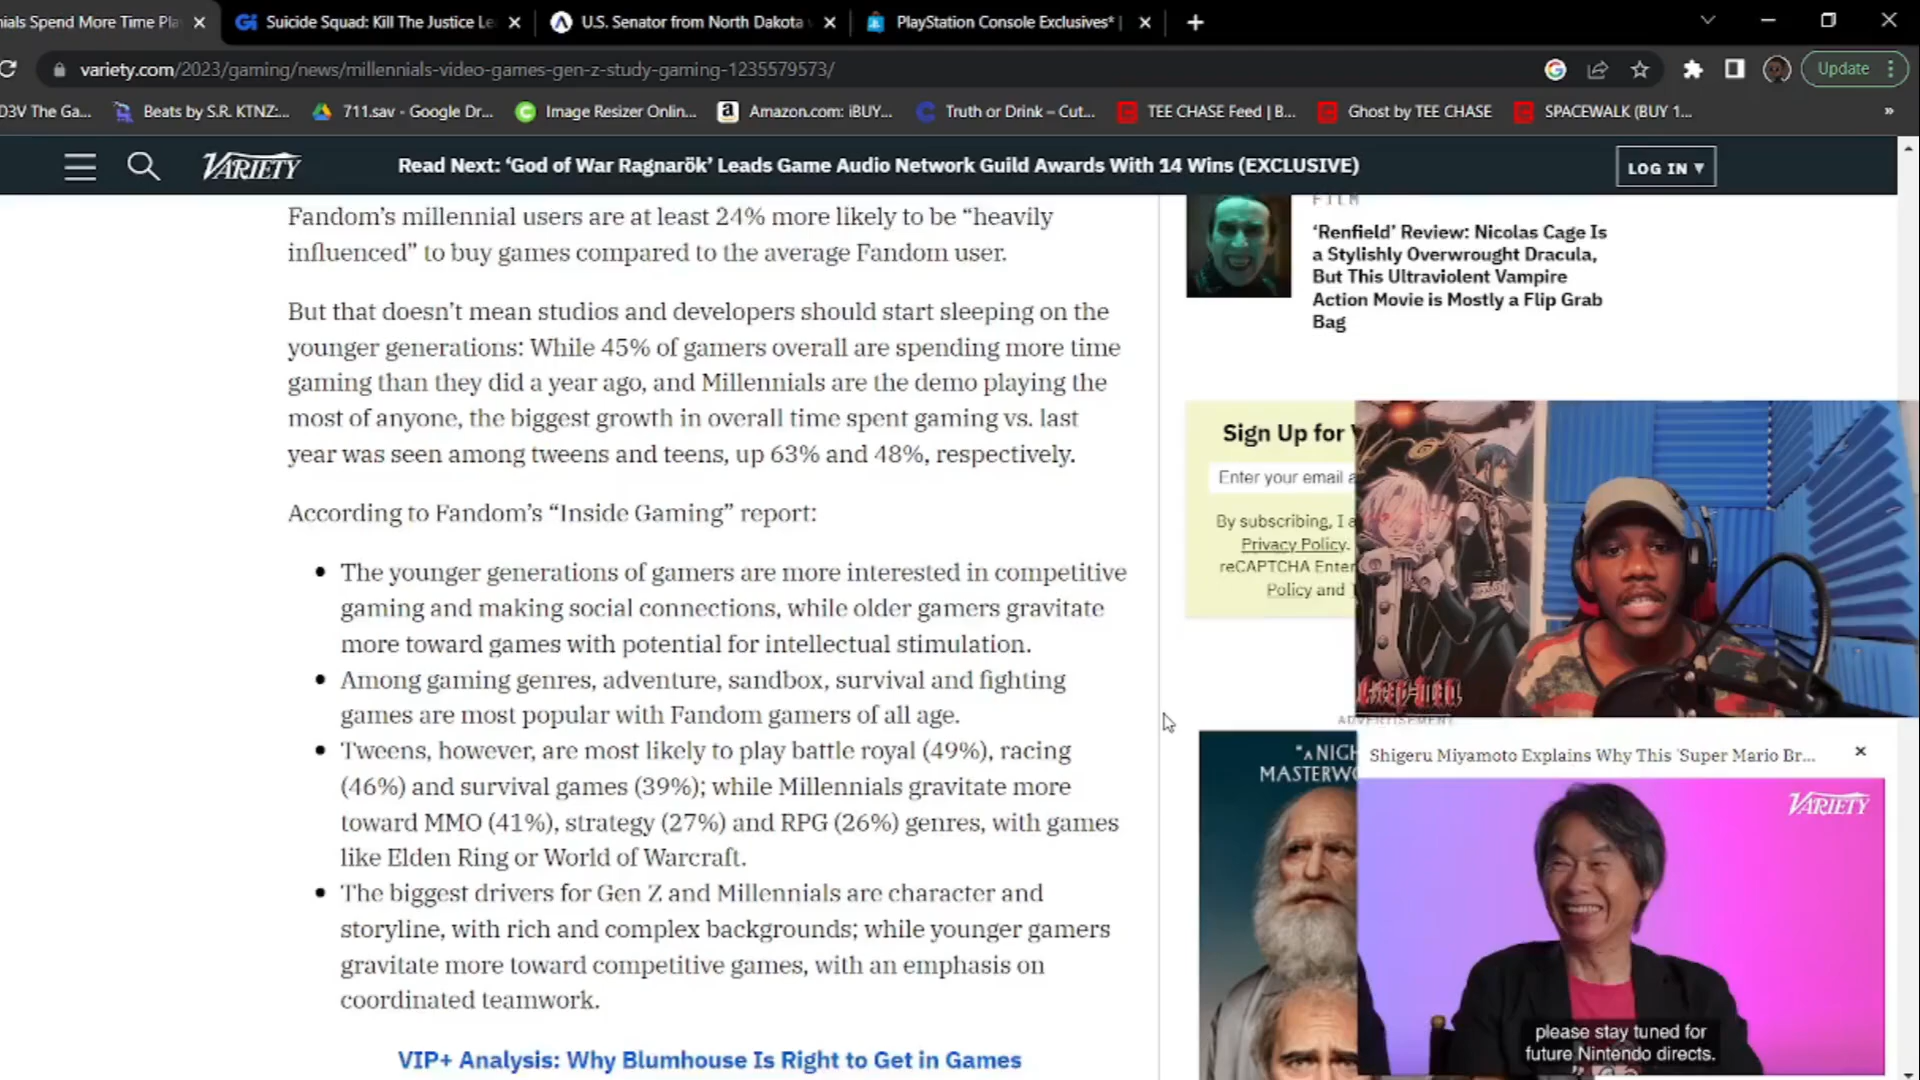 nials Spend More Time Pla
Suicide Squad: Kill The Justice Le
U.S. Senator from North Dakota
PlayStation Console Exclusives* |
variety.com/2023/gaming/news/millennials-video-games-gen-z-study-gaming-1235579573/
Update
D3V The Ga...
Beats by S.R. KTNZ:...
711.sav - Google Dr...
Image Resizer Onlin...
Amazon.com: iBUY...
Truth or Drink – Cut...
TEE CHASE Feed | B...
Ghost by TEE CHASE
SPACEWALK (BUY 1...
VARIETY
Read Next: ‘God of War Ragnarök’ Leads Game Audio Network Guild Awards With 14 Wins (EXCLUSIVE)
LOG IN ▾
Fandom’s millennial users are at least 24% more likely to be “heavily
influenced” to buy games compared to the average Fandom user.
But that doesn’t mean studios and developers should start sleeping on the
younger generations: While 45% of gamers overall are spending more time
gaming than they did a year ago, and Millennials are the demo playing the
most of anyone, the biggest growth in overall time spent gaming vs. last
year was seen among tweens and teens, up 63% and 48%, respectively.
According to Fandom’s “Inside Gaming” report:
• The younger generations of gamers are more interested in competitive
gaming and making social connections, while older gamers gravitate
more toward games with potential for intellectual stimulation.
• Among gaming genres, adventure, sandbox, survival and fighting
games are most popular with Fandom gamers of all age.
• Tweens, however, are most likely to play battle royal (49%), racing
(46%) and survival games (39%); while Millennials gravitate more
toward MMO (41%), strategy (27%) and RPG (26%) genres, with games
like Elden Ring or World of Warcraft.
• The biggest drivers for Gen Z and Millennials are character and
storyline, with rich and complex backgrounds; while younger gamers
gravitate more toward competitive games, with an emphasis on
coordinated teamwork.
VIP+ Analysis: Why Blumhouse Is Right to Get in Games
FILM
‘Renfield’ Review: Nicolas Cage Is
a Stylishly Overwrought Dracula,
But This Ultraviolent Vampire
Action Movie is Mostly a Flip Grab
Bag
Sign Up for
Enter your email a
By subscribing, I a
Privacy Policy.
reCAPTCHA Enter
Policy and
ADVERTISEMENT
"A NIGH
MASTERWO
Shigeru Miyamoto Explains Why This 'Super Mario Br...
VARIETY
please stay tuned for
future Nintendo directs.